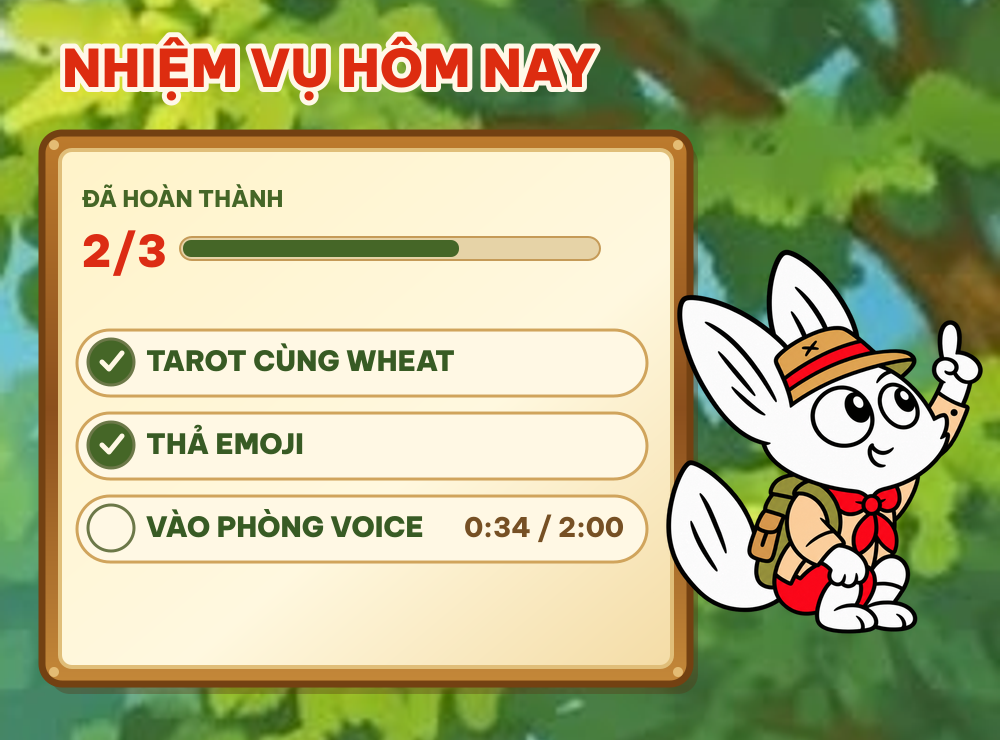 NHIỆM VỤ HÔM NAY
ĐÃ HOÀN THÀNH
2/3
TAROT CÙNG WHEAT
THẢ EMOJI
VÀO PHÒNG VOICE 0:34 / 2:00